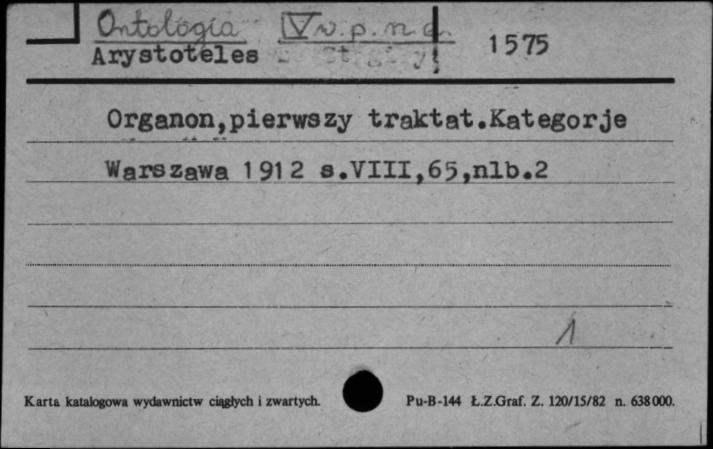 Ontologia V w.p.n.d.
Arystoteles 1575
Organon,pierwszy traktat.Kategorje
Warszawa 1912 s.VIII,65,nlb.2
1
Karta katalogowa wydawnictw ciągłych i zwartych. Pu-B-144 Ł.Z.Graf. Z. 120/15/82 n. 638000.